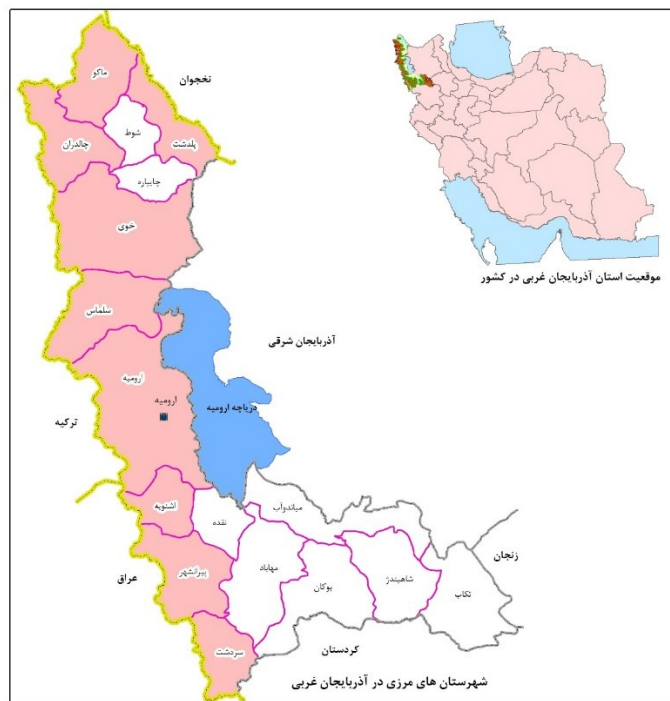 نخجوان
ماکو
شوط
پلدشت
چالدران
چایپاره
خوی
موقعیت استان آذربایجان غربی در کشور
سلماس
آذربایجان شرقی
ارومیه
ارومیه
دریاچه ارومیه
ترکیه
اشنویه
نقده
میاندوآب
زنجان
مهاباد
پیرانشهر
عراق
بوکان
شاهیندژ
تکاب
سردشت
کردستان
شهرستان های مرزی در آذربایجان غربی